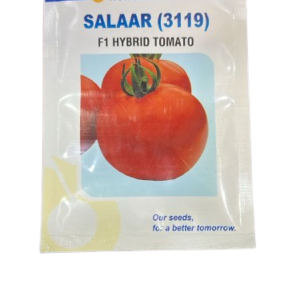 SALAAR (3119)
F1 HYBRID TOMATO
Our seeds,
for a better tomorrow.